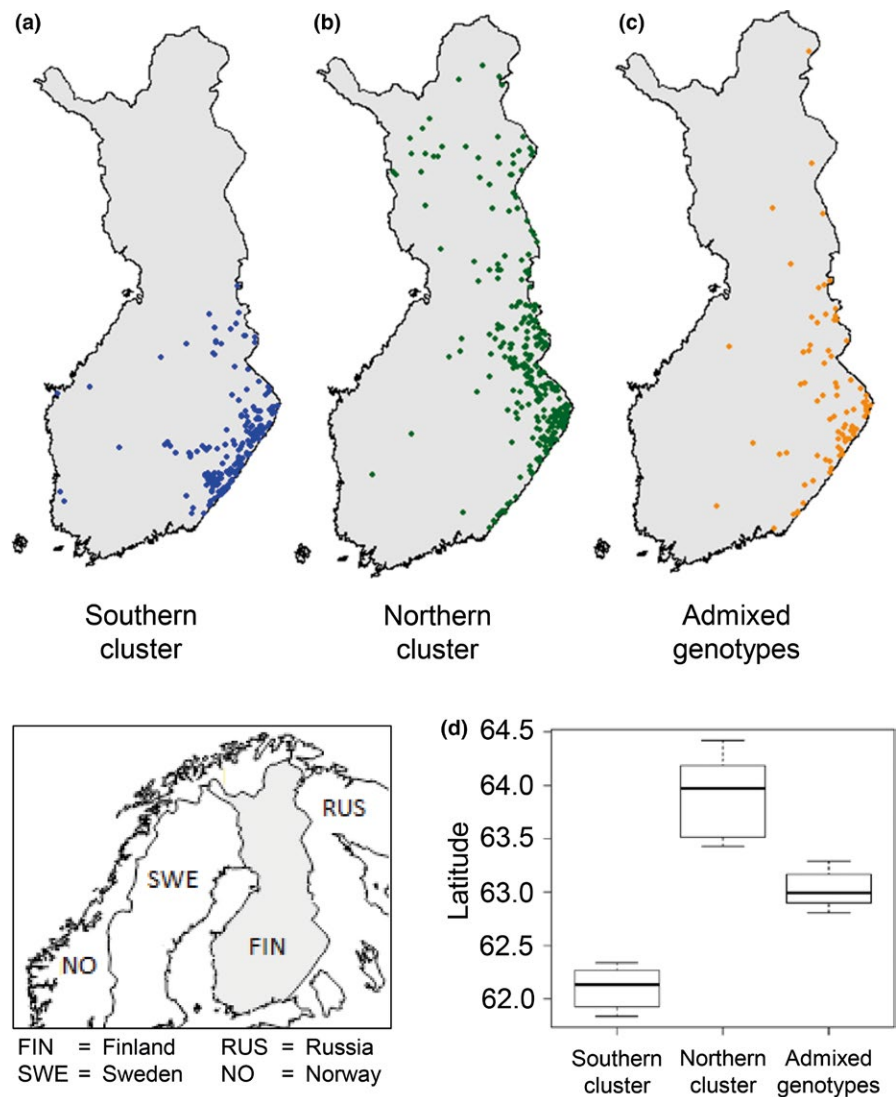 (a)
(b)
(c)
Southern
cluster
Northern
cluster
Admixed
genotypes
RUS
SWE
FIN
NO
FIN = Finland RUS = Russia
SWE = Sweden NO = Norway
(d)
64.5
64.0
63.5
63.0
62.5
62.0
Latitude
Southern
cluster
Northern
cluster
Admixed
genotypes